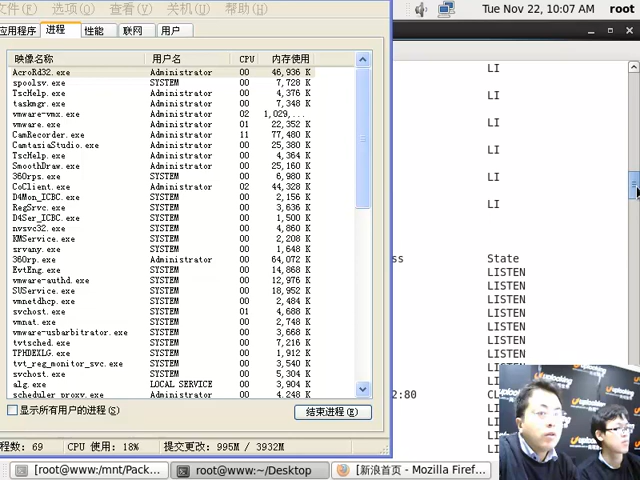 文件(F) 选项(O) 查看(V) 关机(U) 帮助(H)
Tue Nov 22, 10:07 AM root
应用程序 进程 性能 联网 用户
映像名称 用户名 CPU 内存使用
AcroRd32.exe Administrator 00 46,936 K
spoolsv.exe SYSTEM 00 7,728 K
TscHelp.exe Administrator 00 4,376 K
taskmgr.exe Administrator 00 7,348 K
vmware-vmx.exe Administrator 02 1,029,...
vmware.exe Administrator 01 22,352 K
CamRecorder.exe Administrator 11 77,480 K
CamtasiaStudio.exe Administrator 00 25,380 K
TscHelp.exe Administrator 00 4,364 K
SmoothDraw.exe Administrator 00 25,160 K
360rps.exe SYSTEM 00 6,980 K
CoClient.exe Administrator 02 44,328 K
D4Mon_ICBC.exe SYSTEM 00 2,156 K
RegSrvc.exe SYSTEM 00 3,636 K
D4Ser_ICBC.exe SYSTEM 00 1,500 K
nvsvc32.exe SYSTEM 00 4,860 K
KMService.exe SYSTEM 00 2,208 K
srvany.exe SYSTEM 00 1,648 K
360rp.exe Administrator 00 64,072 K
EvtEng.exe SYSTEM 00 14,868 K
vmware-authd.exe SYSTEM 00 12,976 K
SUService.exe SYSTEM 00 18,952 K
vmnetdhcp.exe SYSTEM 00 2,484 K
svchost.exe SYSTEM 01 4,688 K
vmnat.exe SYSTEM 00 2,748 K
vmware-usbarbitrator.exe SYSTEM 00 3,668 K
tvtsched.exe SYSTEM 00 7,216 K
TPHDEXLG.exe SYSTEM 00 1,912 K
tvt_reg_monitor_svc.exe SYSTEM 00 3,540 K
svchost.exe SYSTEM 00 5,304 K
alg.exe LOCAL SERVICE 00 3,904 K
scheduler_proxy.exe Administrator 00 4,248 K
显示所有用户的进程(S) 结束进程(E)
程数: 69 CPU 使用: 18% 提交更改: 995M / 3932M
LI
LI
LI
LI
LI
LI
ss State
LISTEN
LISTEN
LISTEN
LISTEN
LISTEN
LISTEN
LISTEN
LISTEN
LI
2:80 CL
LI
LI
LI
LI
uplooking
uplooking
[root@www:/mnt/Pack... root@www:~/Desktop [新浪首页 - Mozilla Firef...